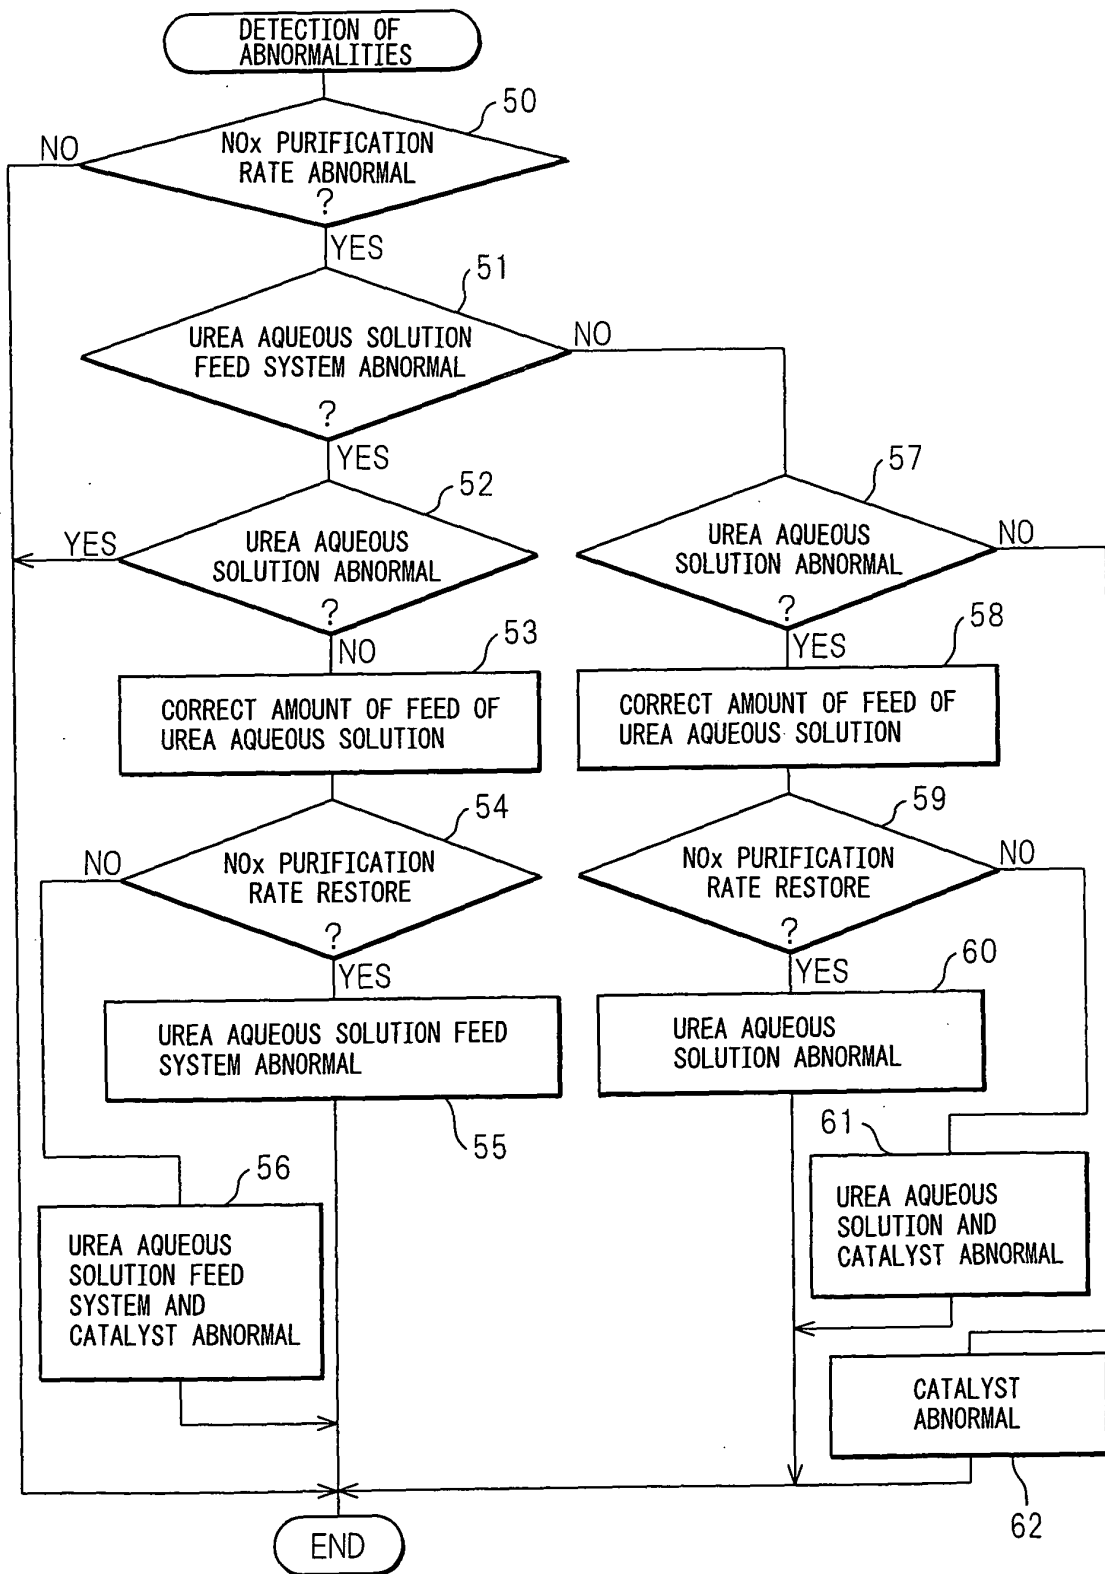 DETECTION OF
ABNORMALITIES
50
NOx PURIFICATION
RATE ABNORMAL
?
NO
YES
51
UREA AQUEOUS SOLUTION
FEED SYSTEM ABNORMAL
?
NO
YES
52
UREA AQUEOUS
SOLUTION ABNORMAL
?
YES
NO
53
CORRECT AMOUNT OF FEED OF
UREA AQUEOUS SOLUTION
54
NOx PURIFICATION
RATE RESTORE
?
NO
YES
UREA AQUEOUS SOLUTION FEED
SYSTEM ABNORMAL
55
56
UREA AQUEOUS
SOLUTION FEED
SYSTEM AND
CATALYST ABNORMAL
57
UREA AQUEOUS
SOLUTION ABNORMAL
?
NO
YES
58
CORRECT AMOUNT OF FEED OF
UREA AQUEOUS SOLUTION
59
NOx PURIFICATION
RATE RESTORE
?
NO
YES
60
UREA AQUEOUS
SOLUTION ABNORMAL
61
UREA AQUEOUS
SOLUTION AND
CATALYST ABNORMAL
CATALYST
ABNORMAL
62
END